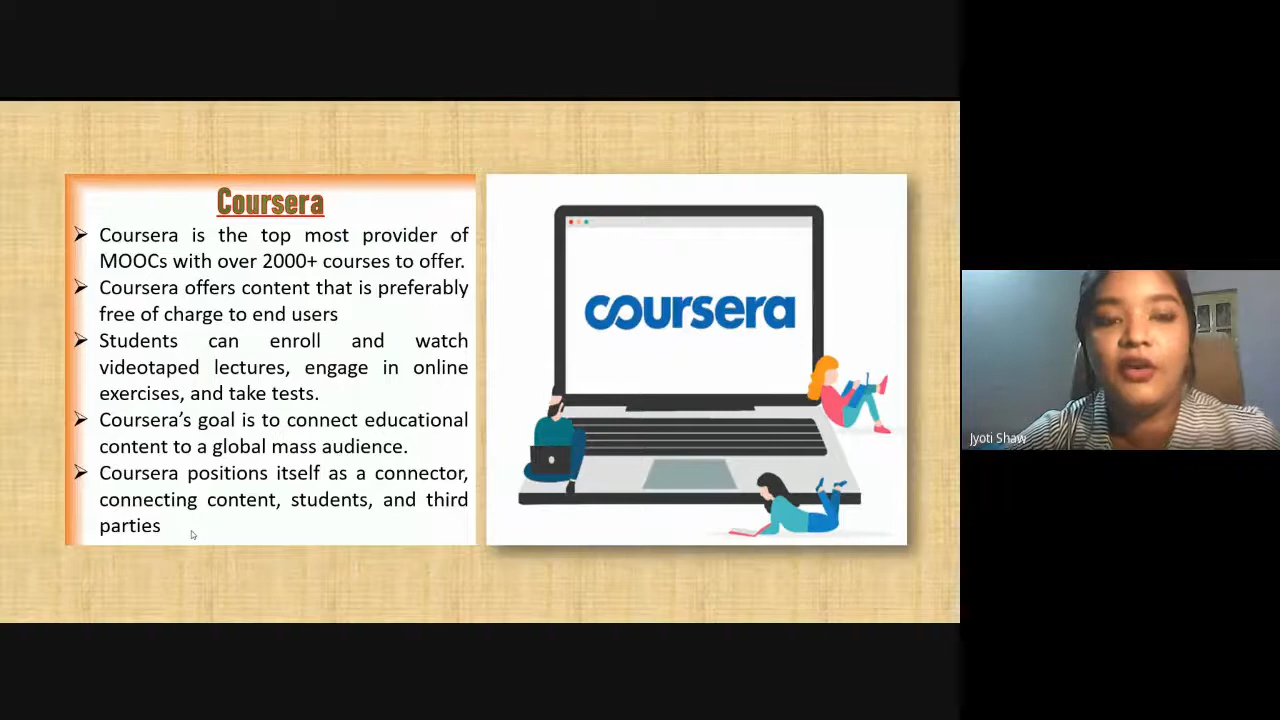 Coursera
Coursera is the top most provider of
MOOCs with over 2000+ courses to offer.
Coursera offers content that is preferably
free of charge to end users
Students can enroll and watch
videotaped lectures, engage in online
exercises, and take tests.
Coursera’s goal is to connect educational
content to a global mass audience.
Coursera positions itself as a connector,
connecting content, students, and third
parties
coursera
Jyoti Shaw